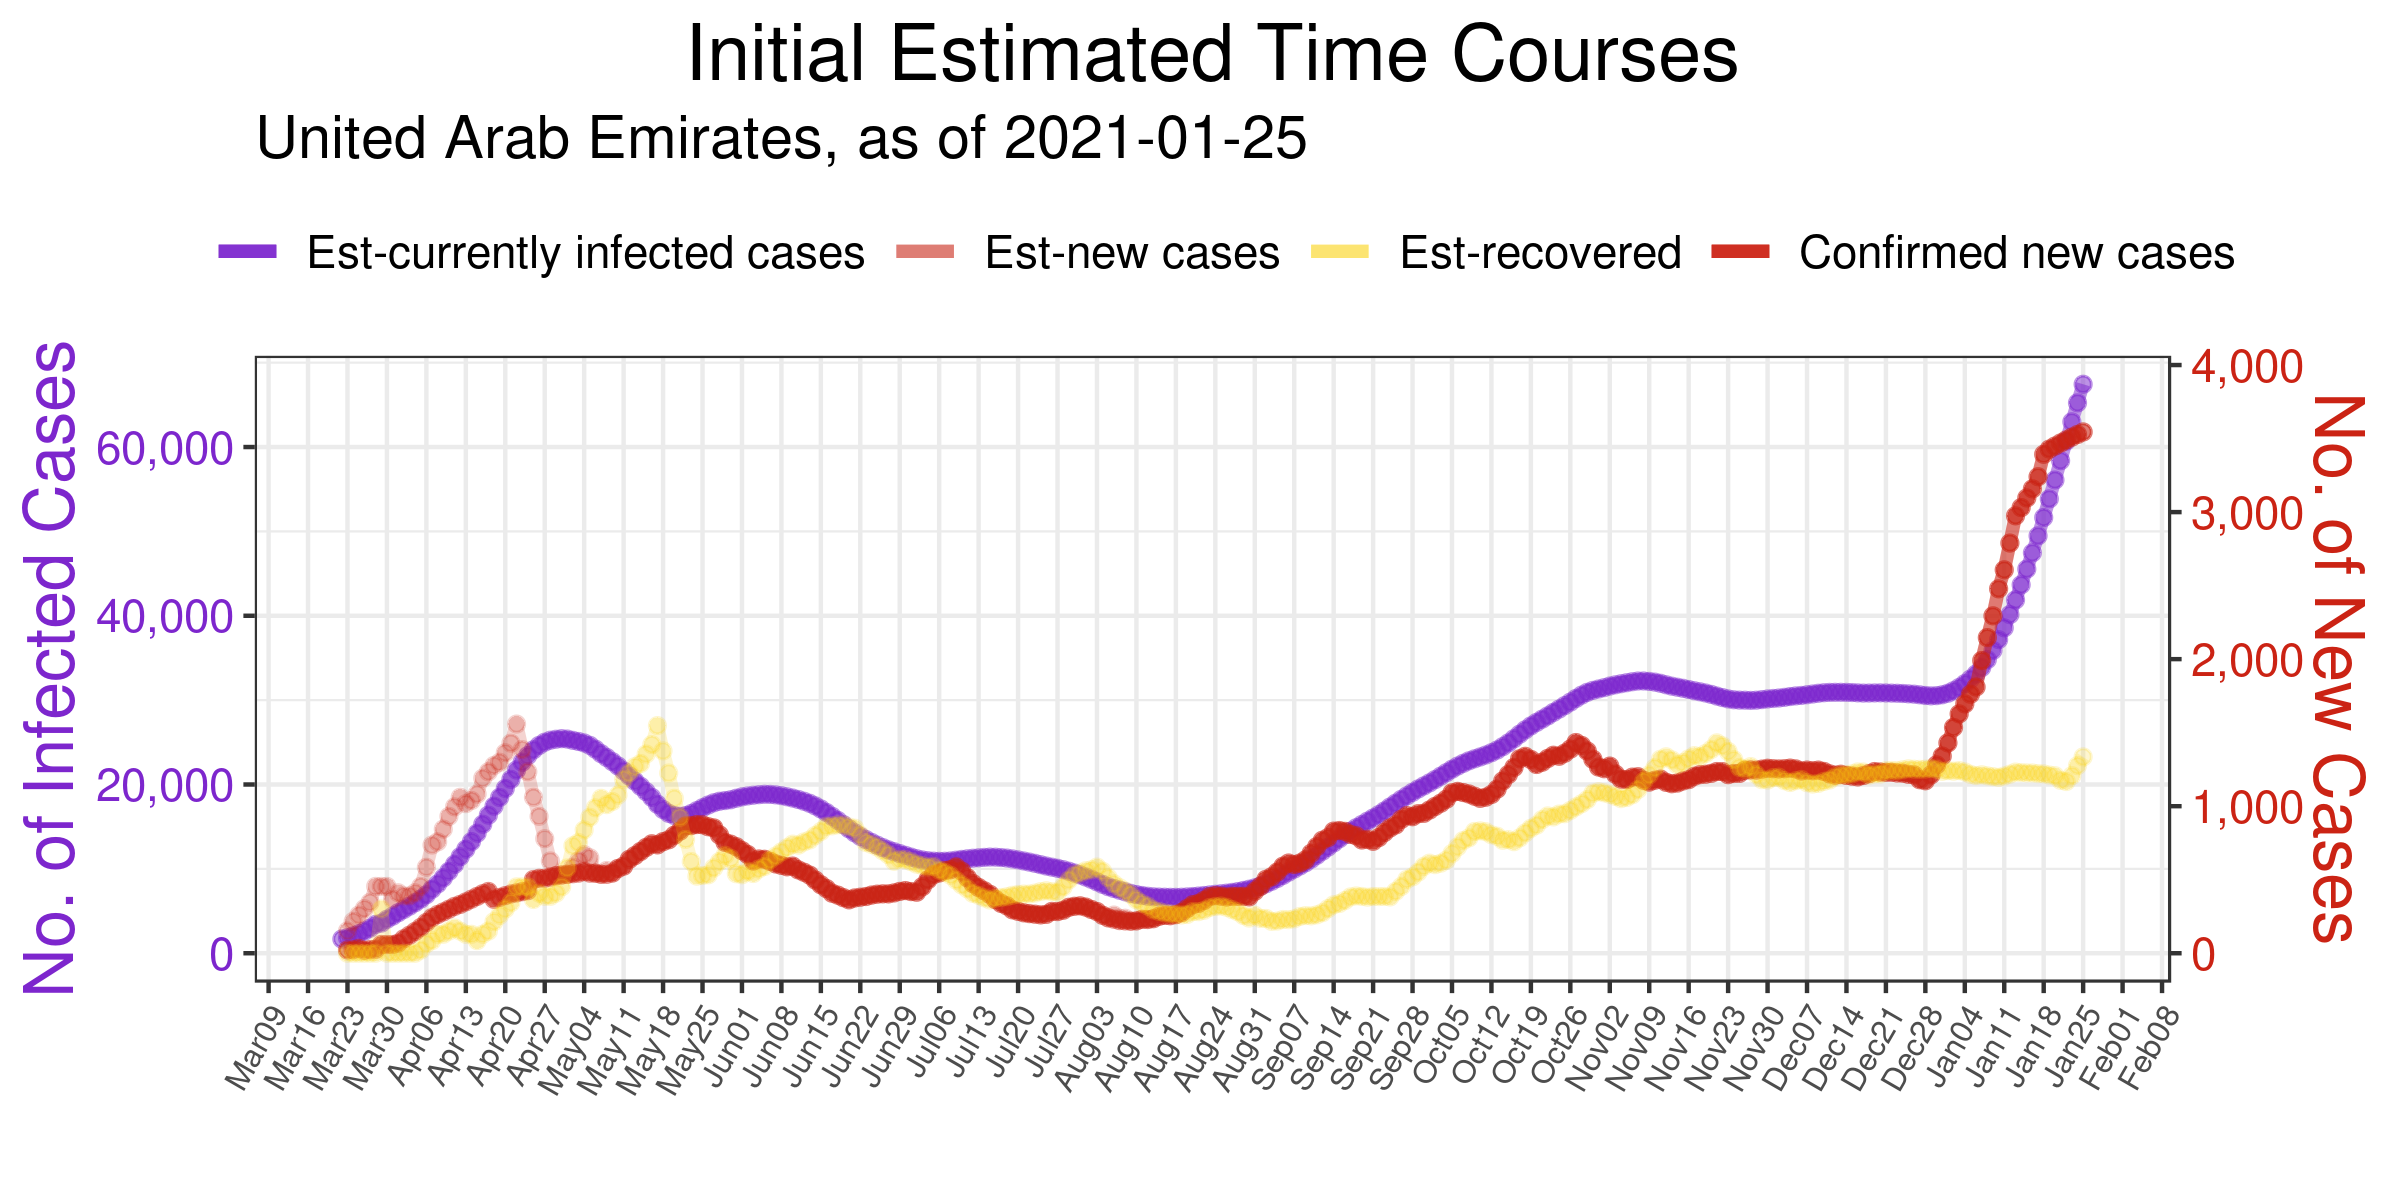 Initial Estimated Time Courses
United Arab Emirates, as of 2021-01-25
Est-currently infected cases
Est-new cases
Est-recovered
Confirmed new cases
No. of Infected Cases
60,000
40,000
20,000
0
4,000
3,000
2,000
1,000
0
No. of New Cases
Mar09
Mar16
Mar23
Mar30
Apr06
Apr13
Apr20
Apr27
May04
May11
May18
May25
Jun01
Jun08
Jun15
Jun22
Jun29
Jul06
Jul13
Jul20
Jul27
Aug03
Aug10
Aug17
Aug24
Aug31
Sep07
Sep14
Sep21
Sep28
Oct05
Oct12
Oct19
Oct26
Nov02
Nov09
Nov16
Nov23
Nov30
Dec07
Dec14
Dec21
Dec28
Jan04
Jan11
Jan18
Jan25
Feb01
Feb08